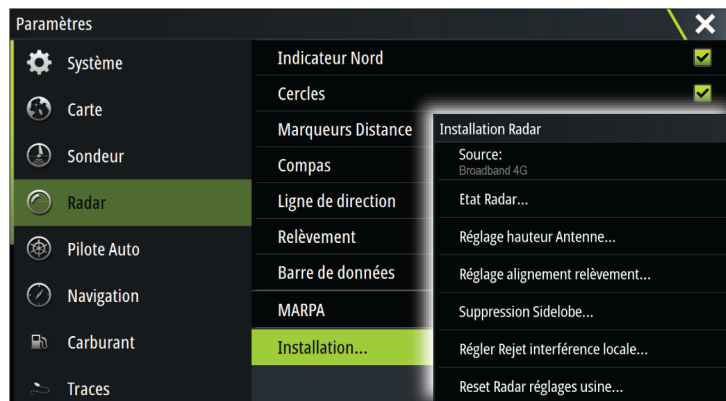 Paramètres
Système
Carte
Sondeur
Radar
Pilote Auto
Navigation
Carburant
Traces
Indicateur Nord
Cercles
Marqueurs Distance
Compas
Ligne de direction
Relèvement
Barre de données
MARPA
Installation...
Installation Radar
Source:
Broadband 4G
Etat Radar...
Réglage hauteur Antenne...
Réglage alignement relèvement...
Suppression Sidelobe...
Régler Rejet interférence locale...
Reset Radar réglages usine...